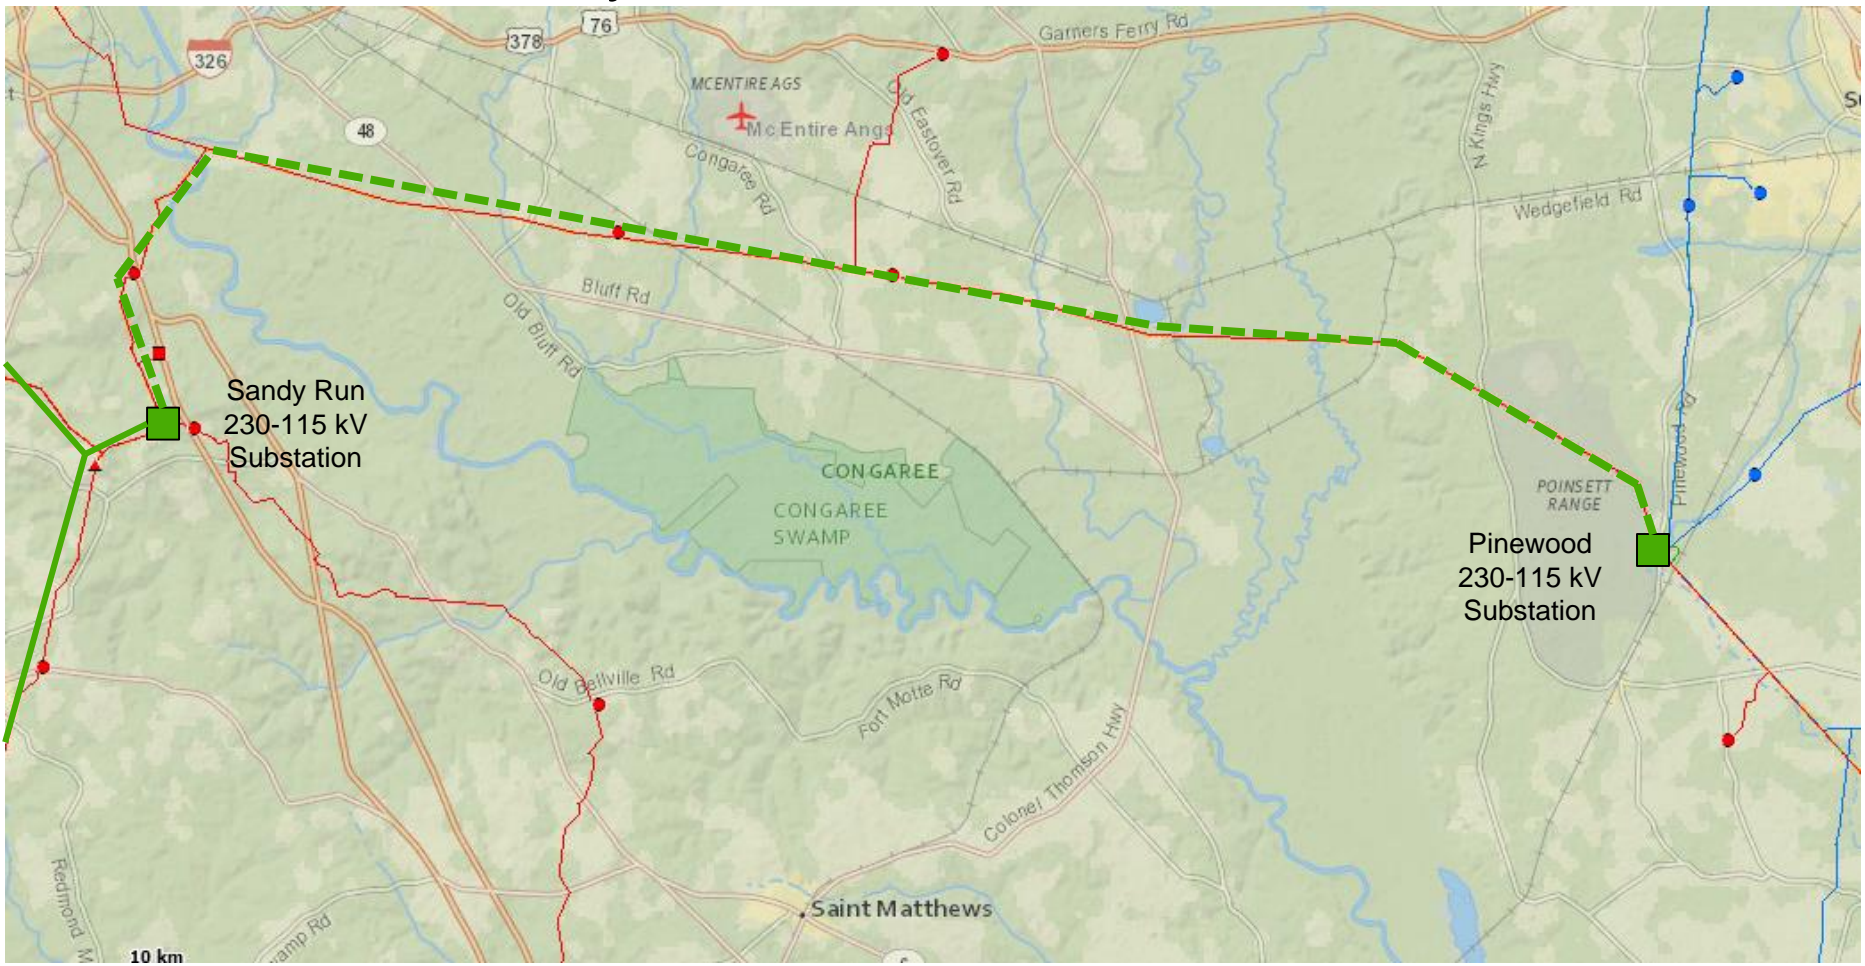 76
378
Garners Ferry Rd
326
MCENTIRE AGS
Mc Entire Angs
48
Old Eastover Rd
N Kings Hwy
Congaree Rd
Wedgefield Rd
Bluff Rd
Old Bluff Rd
Sandy Run
230-115 kV
Substation
Pinewood Rd
CONGAREE
CONGAREE
SWAMP
POINSETT
RANGE
Pinewood
230-115 kV
Substation
Old Bellville Rd
Fort Motte Rd
Colonel Thomson Hwy
Redmond M
Saint Matthews
amp Rd
10 km